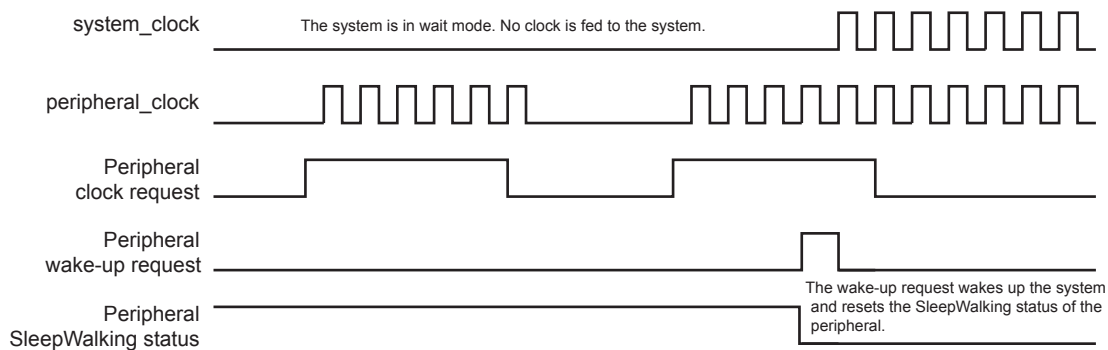 system_clock
The system is in wait mode. No clock is fed to the system.
peripheral_clock
Peripheral
clock request
Peripheral
wake-up request
The wake-up request wakes up the system
and resets the SleepWalking status of the
peripheral.
Peripheral
SleepWalking status